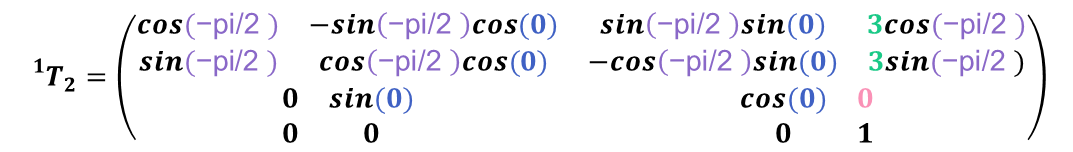 cos(−pi/2 ) −sin(−pi/2 )cos(0) sin(−pi/2 )sin(0) 3cos(−pi/2 )
¹T₂ = sin(−pi/2 ) cos(−pi/2 )cos(0) −cos(−pi/2 )sin(0) 3sin(−pi/2 )
0 sin(0) cos(0) 0
0 0 0 1